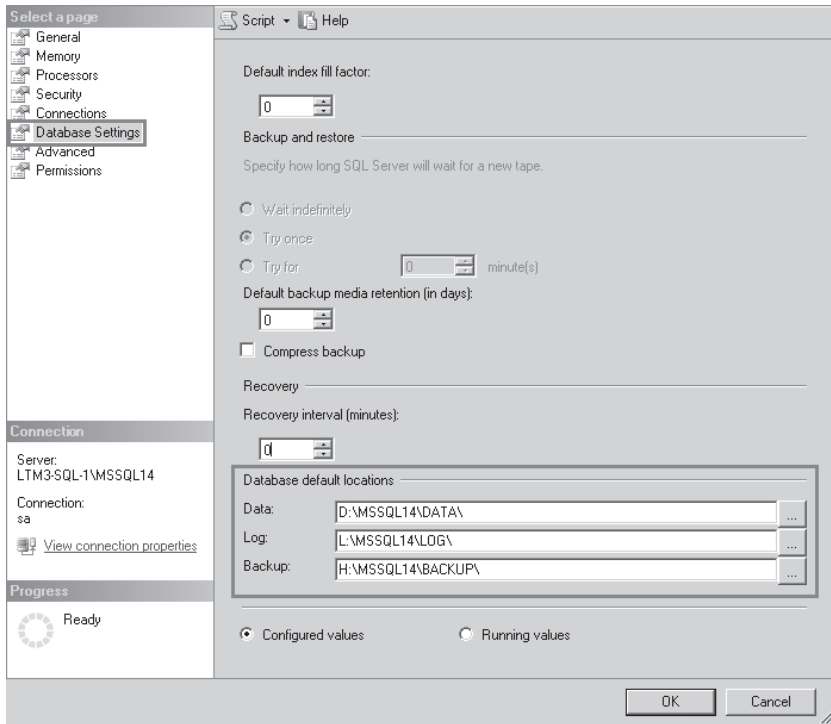 Select a page
General
Memory
Processors
Security
Connections
Database Settings
Advanced
Permissions
Connection
Server:
LTM3-SQL-1\MSSQL14
Connection:
sa
View connection properties
Progress
Ready
Script Help
Default index fill factor:
0
Backup and restore
Specify how long SQL Server will wait for a new tape.
Wait indefinitely
Try once
Try for 0 minute(s)
Default backup media retention (in days):
0
Compress backup
Recovery
Recovery interval (minutes):
0
Database default locations
Data: D:\MSSQL14\DATA\ ...
Log: L:\MSSQL14\LOG\ ...
Backup: H:\MSSQL14\BACKUP\ ...
Configured values Running values
OK Cancel